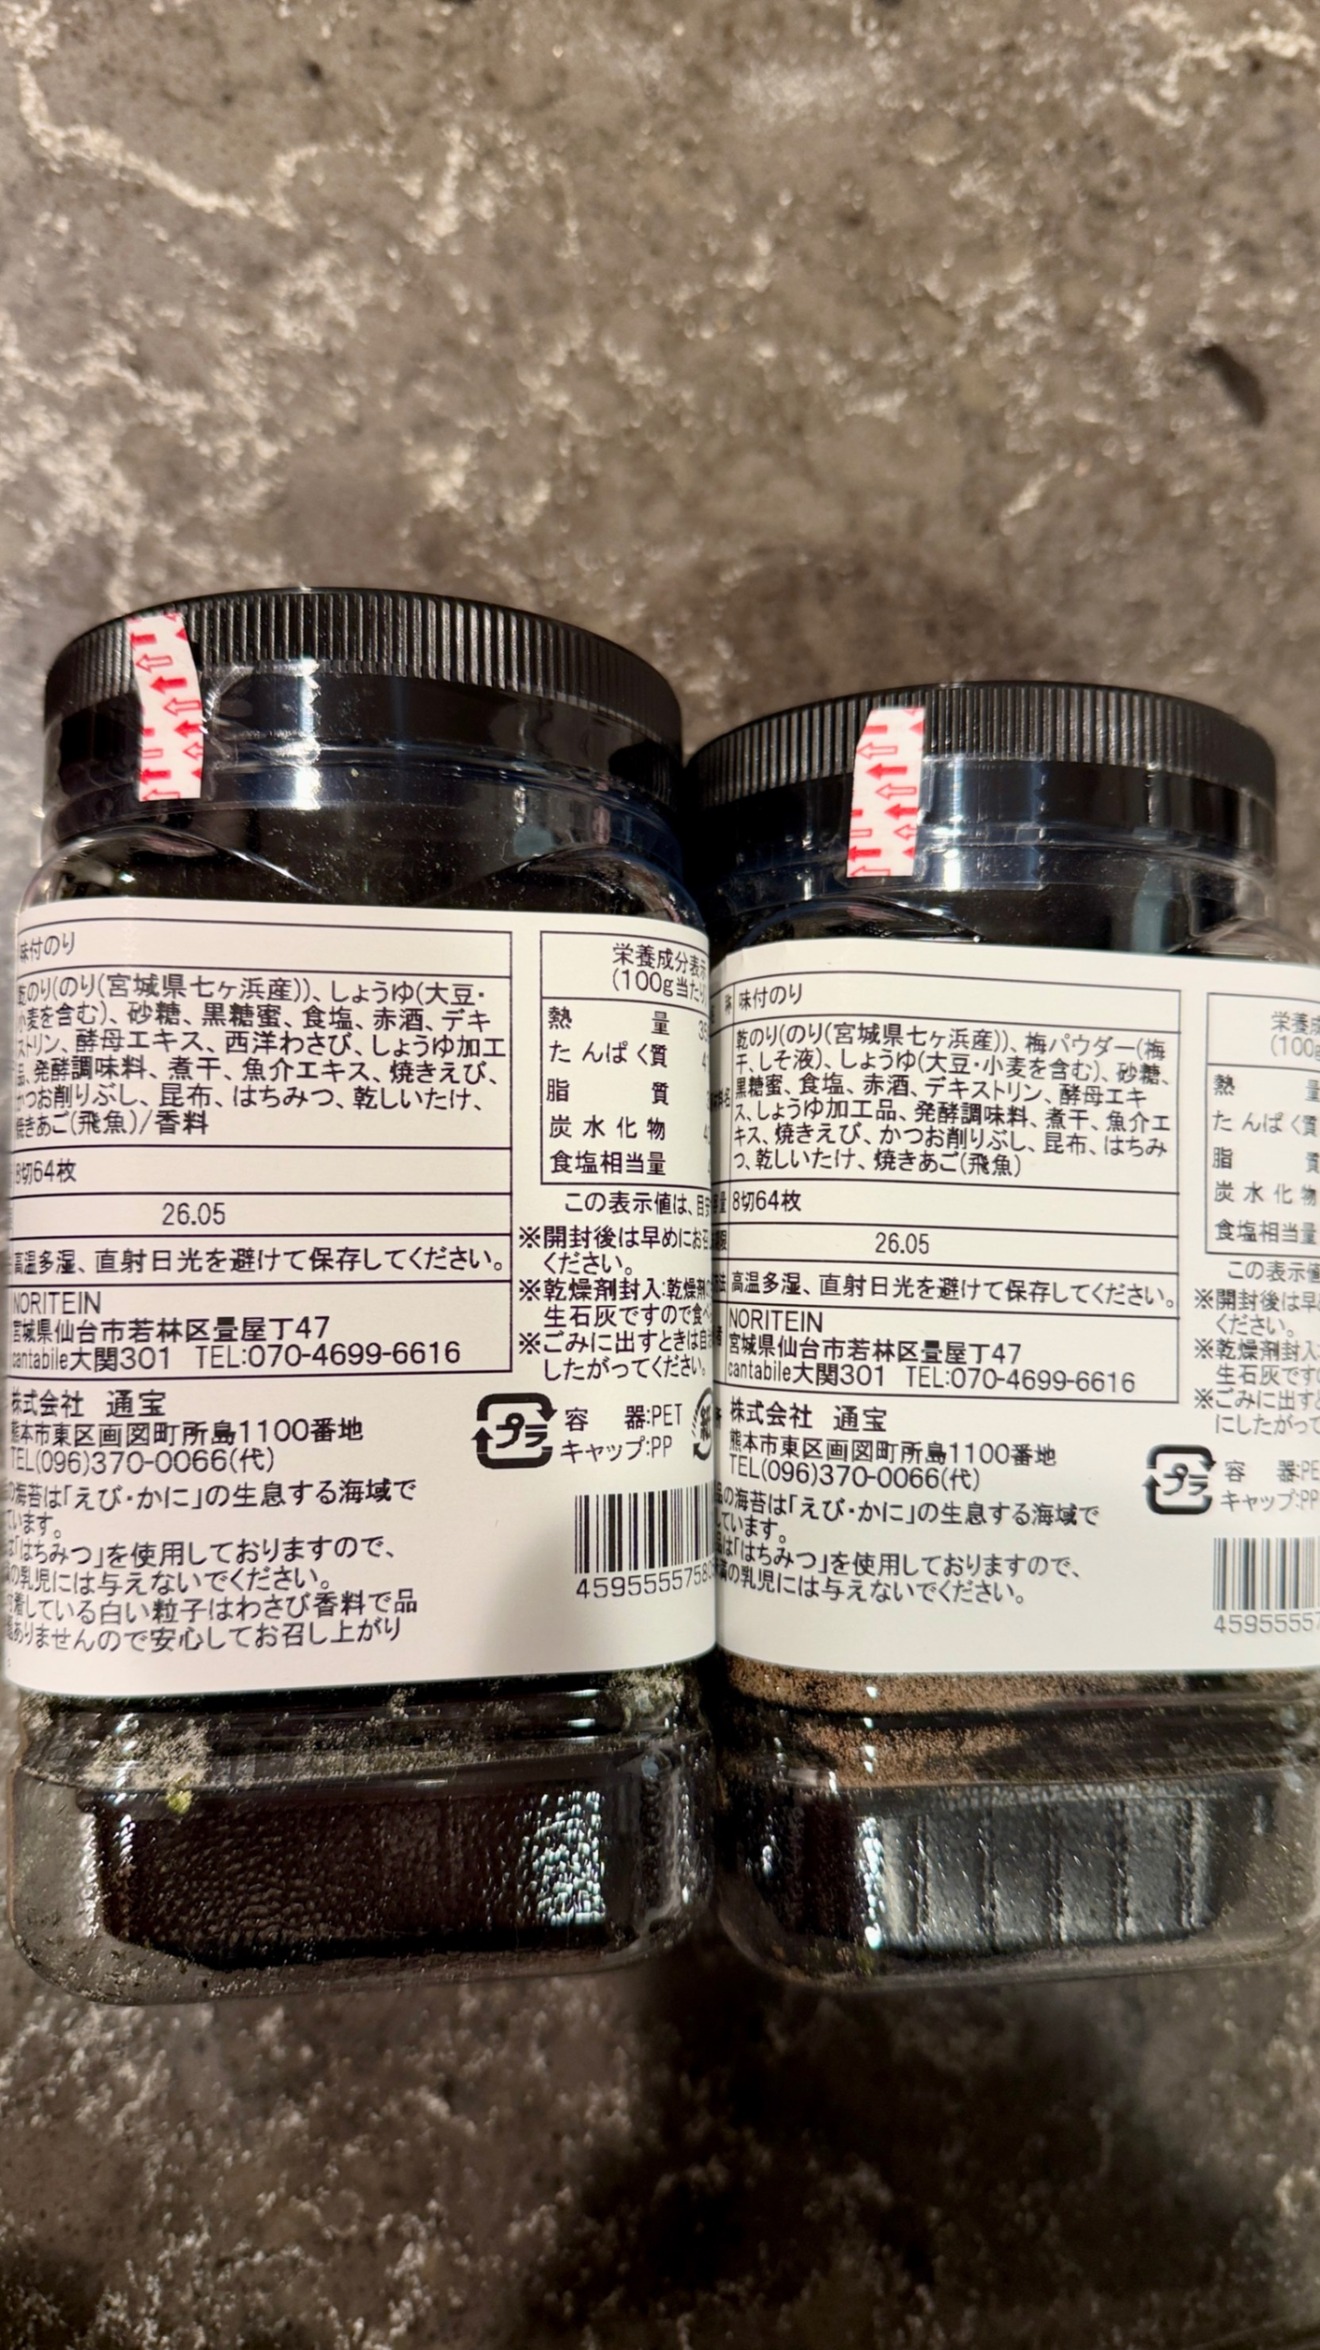 味付のり
乾のり(のり(宮城県七ヶ浜産))、しょうゆ(大豆・
小麦を含む)、砂糖、黒糖蜜、食塩、赤酒、デキ
ストリン、酵母エキス、西洋わさび、しょうゆ加工
品、発酵調味料、煮干、魚介エキス、焼きえび、
かつお削りぶし、昆布、はちみつ、乾しいたけ、
焼きあご(飛魚)/香料
8切64枚
26.05
高温多湿、直射日光を避けて保存してください。
NORITEIN
宮城県仙台市若林区畳屋丁47
cantabile大関301 TEL:070-4699-6616
株式会社 通宝
熊本市東区画図町所島1100番地
TEL(096)370-0066(代)
の海苔は「えび・かに」の生息する海域で
います。
は「はちみつ」を使用しておりますので、
の乳児には与えないでください。
着している白い粒子はわさび香料で品
ありませんので安心してお召し上がり
栄養成分表示
(100g当たり
熱 量
たんぱく質
脂 質
炭水化物
食塩相当量
この表示値は、目安
※開封後は早めにお召
ください。
※乾燥剤封入:乾燥剤
生石灰ですので食べ
※ごみに出すときは自
したがってください。
プラ
容 器:PET
キャップ:PP
紙
459555575
称 味付のり
乾のり(のり(宮城県七ヶ浜産))、梅パウダー(梅
干、しそ液)、しょうゆ(大豆・小麦を含む)、砂糖、
黒糖蜜、食塩、赤酒、デキストリン、酵母エキ
ス、しょうゆ加工品、発酵調味料、煮干、魚介エ
キス、焼きえび、かつお削りぶし、昆布、はちみ
つ、乾しいたけ、焼きあご(飛魚)
量 8切64枚
限 26.05
法 高温多湿、直射日光を避けて保存してください。
者 NORITEIN
宮城県仙台市若林区畳屋丁47
cantabile大関301 TEL:070-4699-6616
株式会社 通宝
熊本市東区画図町所島1100番地
TEL(096)370-0066(代)
品の海苔は「えび・かに」の生息する海域で
ています。
品は「はちみつ」を使用しておりますので、
満の乳児には与えないでください。
栄養成
(100g
熱 量
たんぱく質
脂 質
炭水化物
食塩相当量
この表示値
※開封後は早
ください。
※乾燥剤封入
生石灰ですの
※ごみに出すと
にしたがって
プラ
容 器:PE
キャップ:PP
4595555